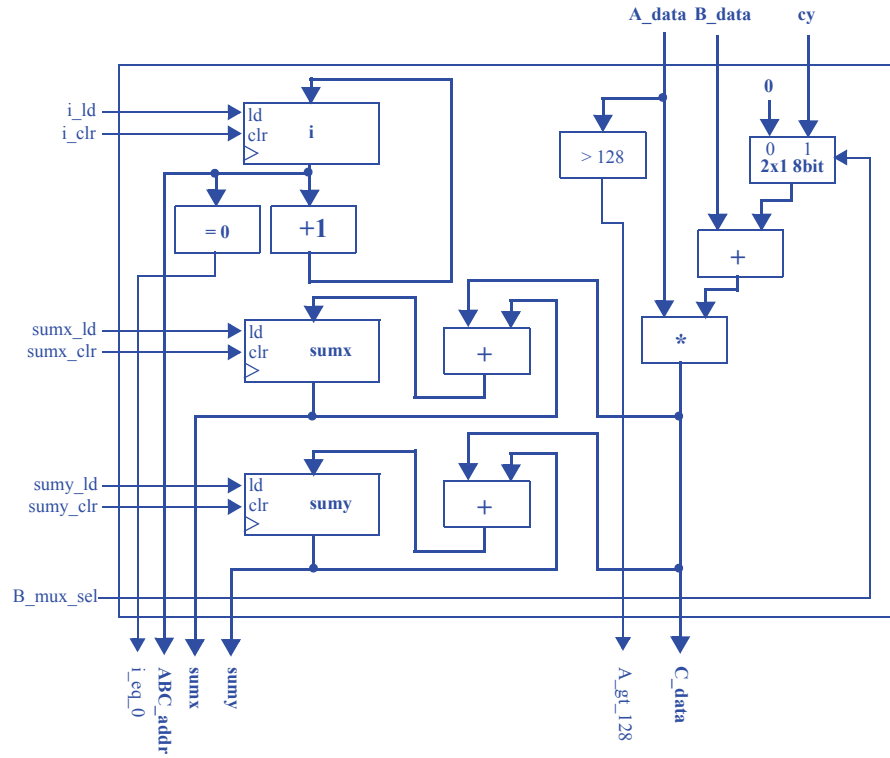 A_data B_data cy
i_ld
i_clr
ld
clr
i
0
> 128
0 1
2x1 8bit
= 0
+1
+
sumx_ld
sumx_clr
ld
clr
sumx
+
*
sumy_ld
sumy_clr
ld
clr
sumy
+
B_mux_sel
i_eq_0
ABC_addr
sumx
sumy
A_gt_128
C_data